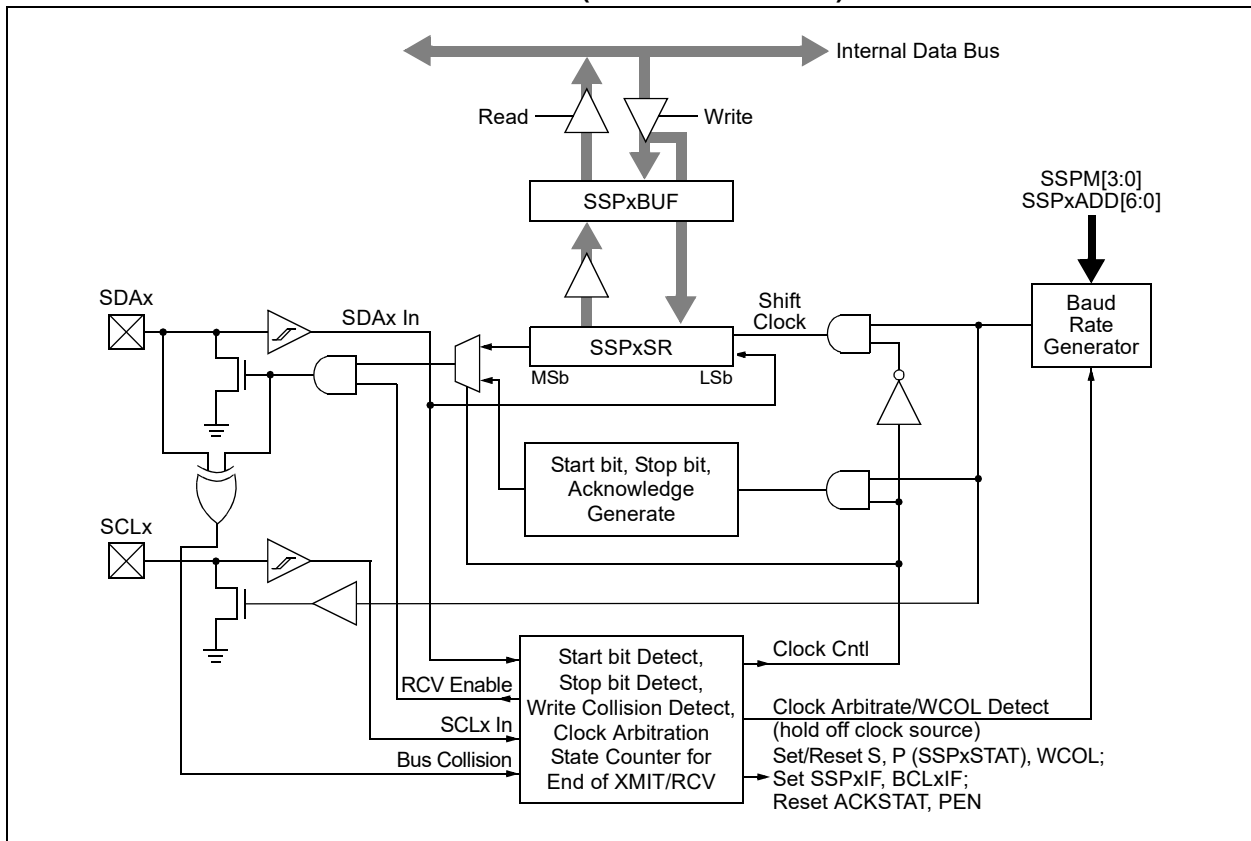 Internal Data Bus
Read
Write
SSPxBUF
SSPM[3:0]
SSPxADD[6:0]
SDAx
SDAx In
Shift
Clock
Baud
Rate
Generator
SSPxSR
MSb
LSb
Start bit, Stop bit,
Acknowledge
Generate
SCLx
Start bit Detect,
Stop bit Detect,
Write Collision Detect,
Clock Arbitration
State Counter for
End of XMIT/RCV
RCV Enable
SCLx In
Bus Collision
Clock Cntl
Clock Arbitrate/WCOL Detect
(hold off clock source)
Set/Reset S, P (SSPxSTAT), WCOL;
Set SSPxIF, BCLxIF;
Reset ACKSTAT, PEN